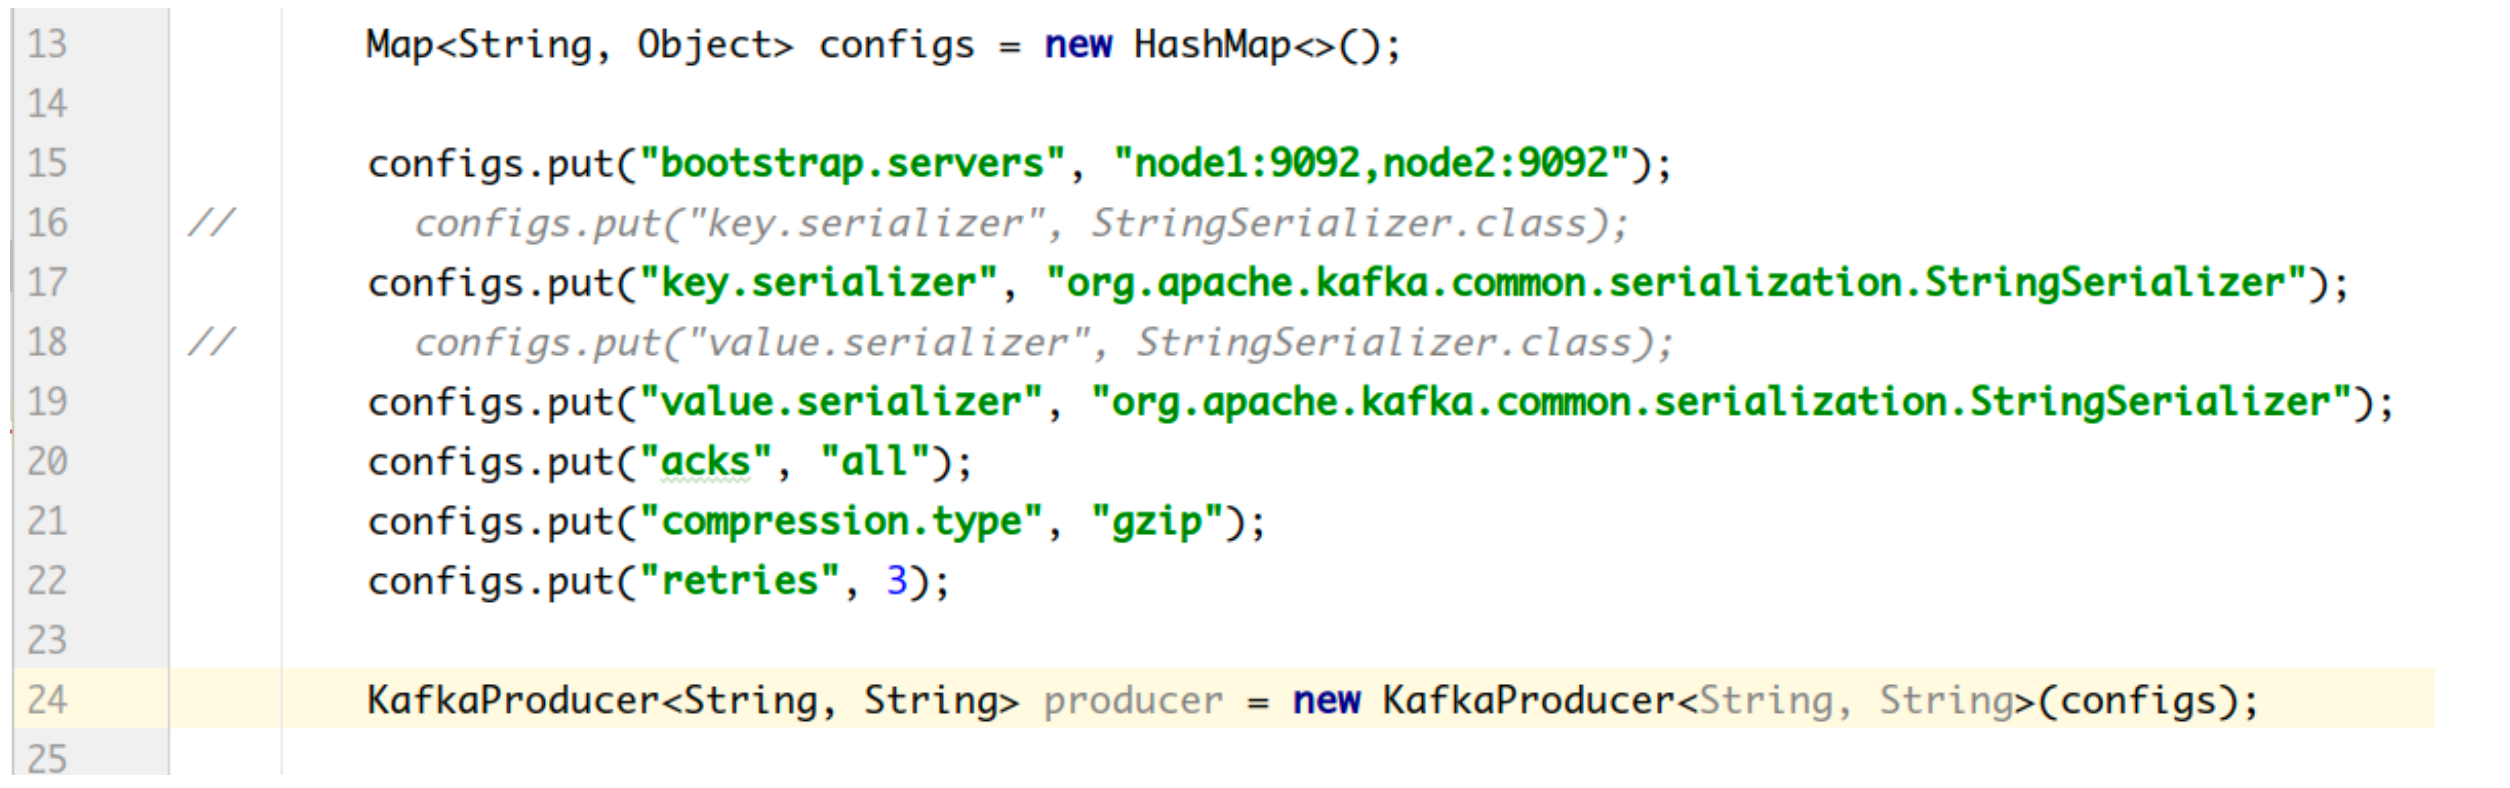 13 Map<String, Object> configs = new HashMap<>();
14
15 configs.put("bootstrap.servers", "node1:9092,node2:9092");
16 // configs.put("key.serializer", StringSerializer.class);
17 configs.put("key.serializer", "org.apache.kafka.common.serialization.StringSerializer");
18 // configs.put("value.serializer", StringSerializer.class);
19 configs.put("value.serializer", "org.apache.kafka.common.serialization.StringSerializer");
20 configs.put("acks", "all");
21 configs.put("compression.type", "gzip");
22 configs.put("retries", 3);
23
24 KafkaProducer<String, String> producer = new KafkaProducer<String, String>(configs);
25